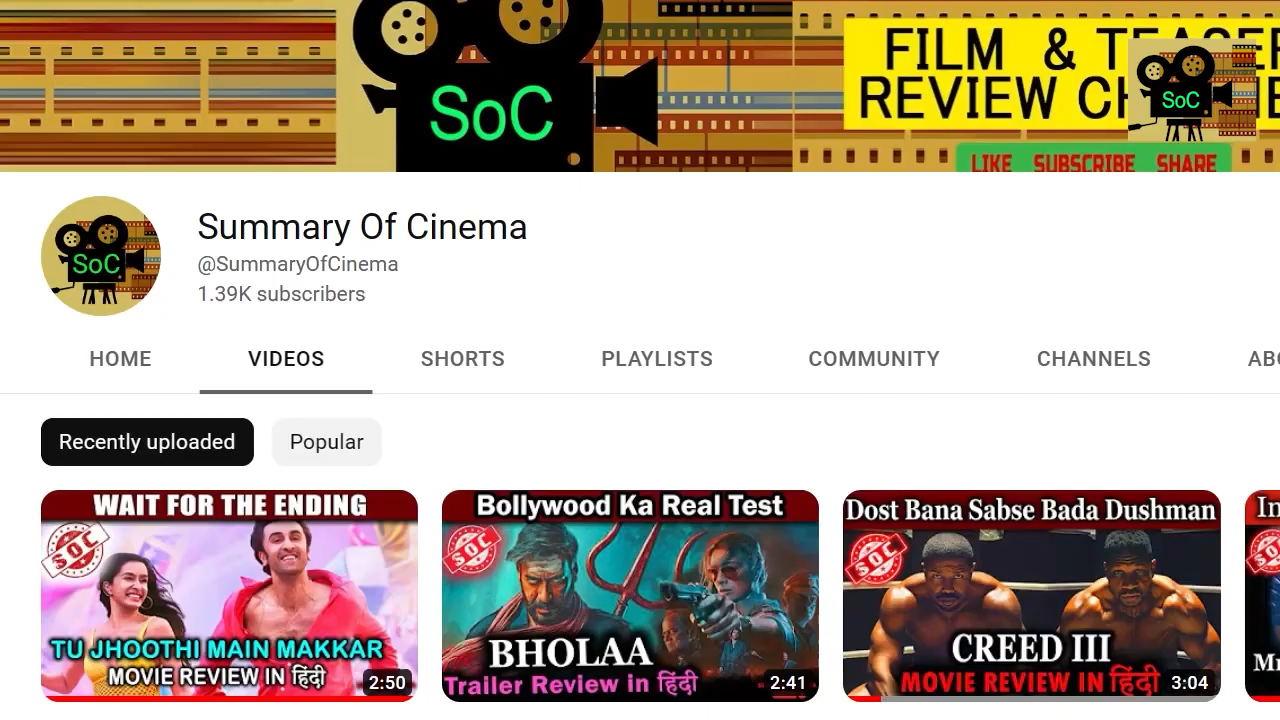 SoC
FILM & TEASER
REVIEW CH
SoC
LIKE SUBSCRIBE SHARE
SoC
Summary Of Cinema
@SummaryOfCinema
1.39K subscribers
HOME VIDEOS SHORTS PLAYLISTS COMMUNITY CHANNELS ABO
Recently uploaded Popular
WAIT FOR THE ENDING
SOC
TU JHOOTHI MAIN MAKKAR
MOVIE REVIEW IN हिंदी
2:50
Bollywood Ka Real Test
SOC
BHOLAA
Trailer Review in हिंदी
2:41
Dost Bana Sabse Bada Dushman
SOC
CREED III
MOVIE REVIEW IN हिंदी
3:04
In